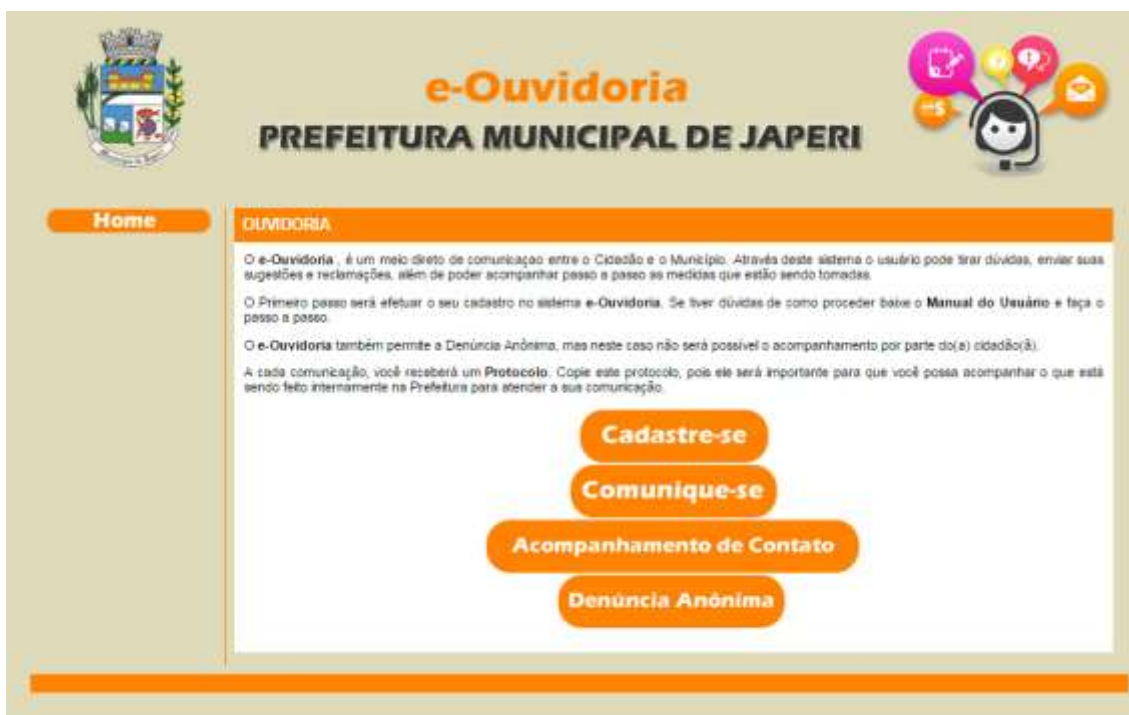 e-Ouvidoria
PREFEITURA MUNICIPAL DE JAPERI
Home
OUVIDORIA
O e-Ouvidoria , é um meio direto de comunicaçao entre o Cidadão e o Município. Através deste sistema o usuário pode tirar dúvidas, enviar suas
sugestões e reclamações, além de poder acompanhar passo a passo as medidas que estão sendo tomadas.
O Primeiro passo será efetuar o seu cadastro no sistema e-Ouvidoria. Se tiver dúvidas de como proceder baixe o Manual do Usuário e faça o
passo a passo.
O e-Ouvidoria também permite a Denúncia Anônima, mas neste caso não será possível o acompanhamento por parte do(a) cidadão(ã).
A cada comunicação, você receberá um Protocolo. Copie este protocolo, pois ele será importante para que você possa acompanhar o que está
sendo feito internamente na Prefeitura para atender a sua comunicação.
Cadastre-se
Comunique-se
Acompanhamento de Contato
Denúncia Anônima